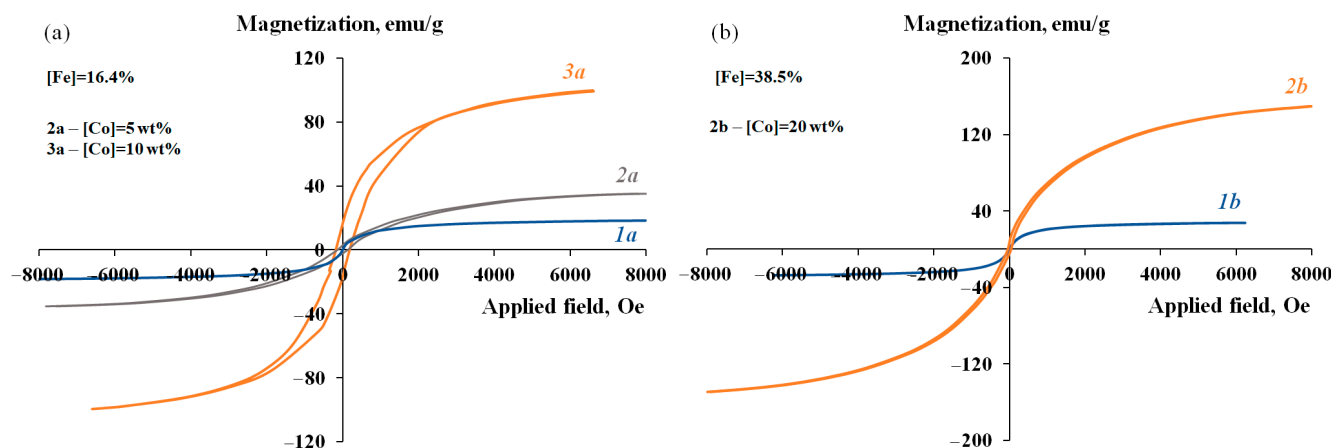 (a)
Magnetization, emu/g
[Fe]=16.4%
2a – [Co]=5 wt%
3a – [Co]=10 wt%
120
80
40
0
−40
−80
−120
−8000 −6000 −4000 −2000 0 2000 4000 6000 8000
3a
2a
1a
Applied field, Oe
(b)
Magnetization, emu/g
[Fe]=38.5%
2b – [Co]=20 wt%
200
120
40
−40
−120
−200
−8000 −6000 −4000 −2000 0 2000 4000 6000 8000
2b
1b
Applied field, Oe